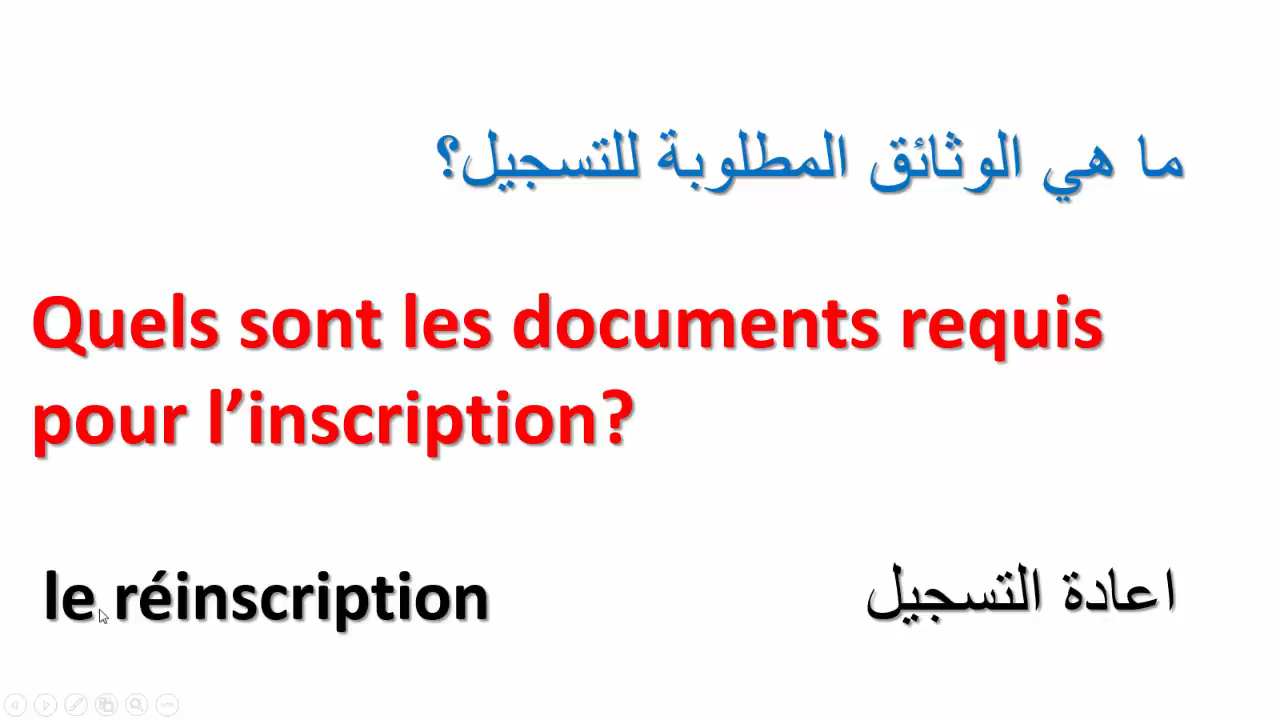 ما هي الوثائق المطلوبة للتسجيل؟
Quels sont les documents requis
pour l’inscription?
le réinscription
اعادة التسجيل